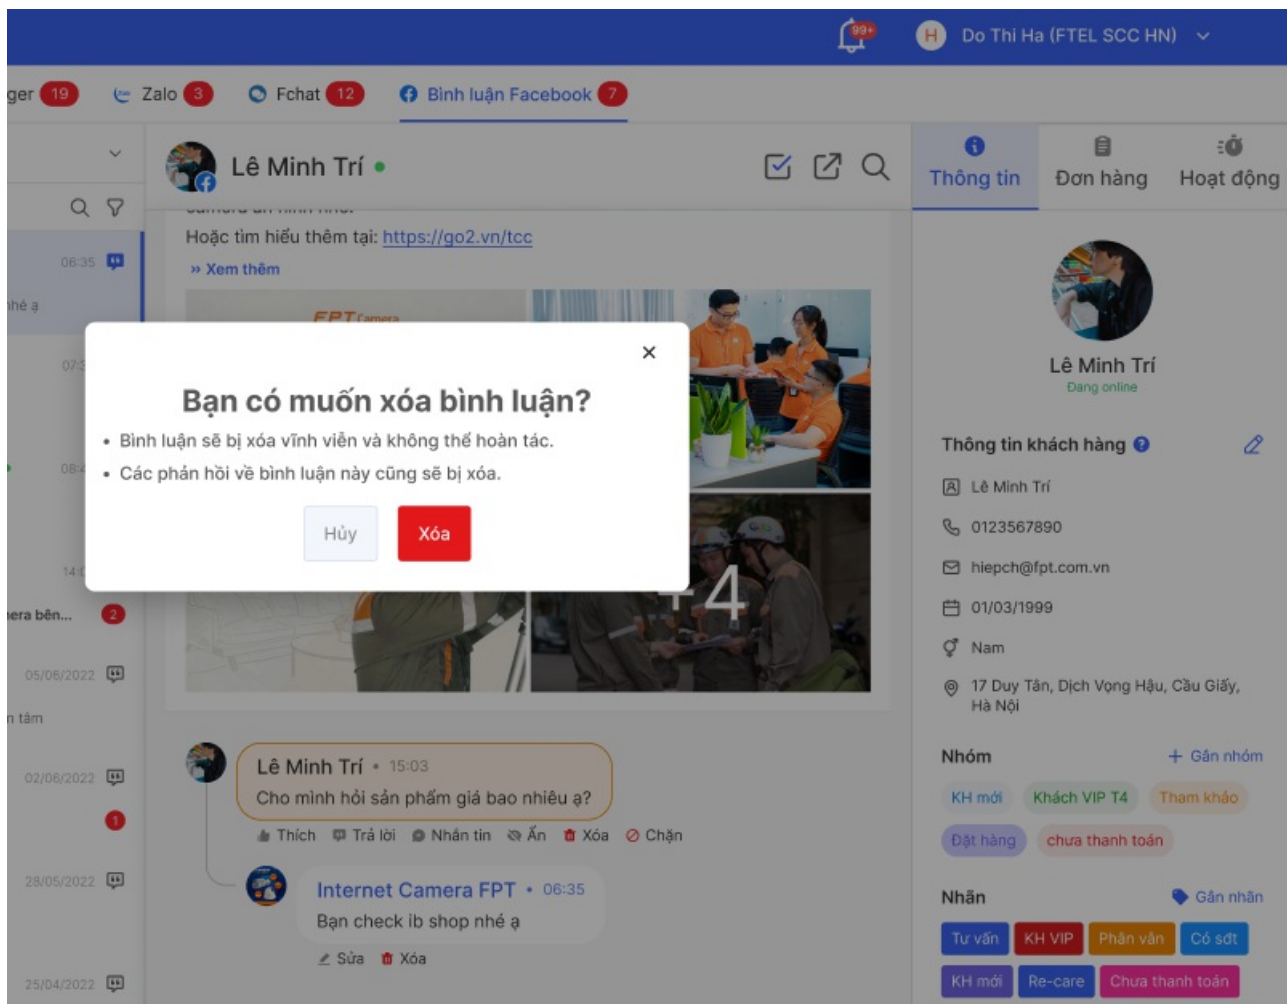 99+
H Do Thi Ha (FTEL SCC HN)
ger 19 Zalo 3 Fchat 12 Bình luận Facebook 7
Lê Minh Trí
Thông tin Đơn hàng Hoạt động
Hoặc tìm hiểu thêm tại: https://go2.vn/tcc
» Xem thêm
06:35
nhé ạ
FPT Camera
07:3
08:4
14:0
era bên... 2
05/06/2022
n tâm
02/06/2022
1
28/05/2022
25/04/2022
Bạn có muốn xóa bình luận?
• Bình luận sẽ bị xóa vĩnh viễn và không thể hoàn tác.
• Các phản hồi về bình luận này cũng sẽ bị xóa.
Hủy Xóa
+4
Lê Minh Trí • 15:03
Cho mình hỏi sản phẩm giá bao nhiêu ạ?
Thích Trả lời Nhắn tin Ẩn Xóa Chặn
Internet Camera FPT • 06:35
Bạn check ib shop nhé ạ
Sửa Xóa
Lê Minh Trí
Đang online
Thông tin khách hàng
Lê Minh Trí
0123567890
hiepch@fpt.com.vn
01/03/1999
Nam
17 Duy Tân, Dịch Vọng Hậu, Cầu Giấy,
Hà Nội
Nhóm + Gắn nhóm
KH mới Khách VIP T4 Tham khảo
Đặt hàng chưa thanh toán
Nhãn Gắn nhãn
Tư vấn KH VIP Phân vân Có sđt
KH mới Re-care Chưa thanh toán